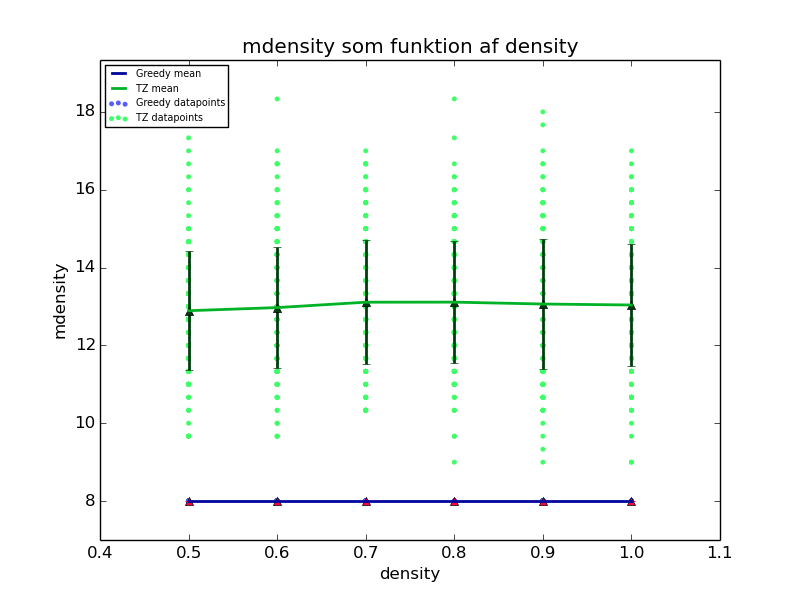 mdensity som funktion af density
Greedy mean
TZ mean
Greedy datapoints
TZ datapoints
mdensity
18
16
14
12
10
8
0.4 0.5 0.6 0.7 0.8 0.9 1.0 1.1
density